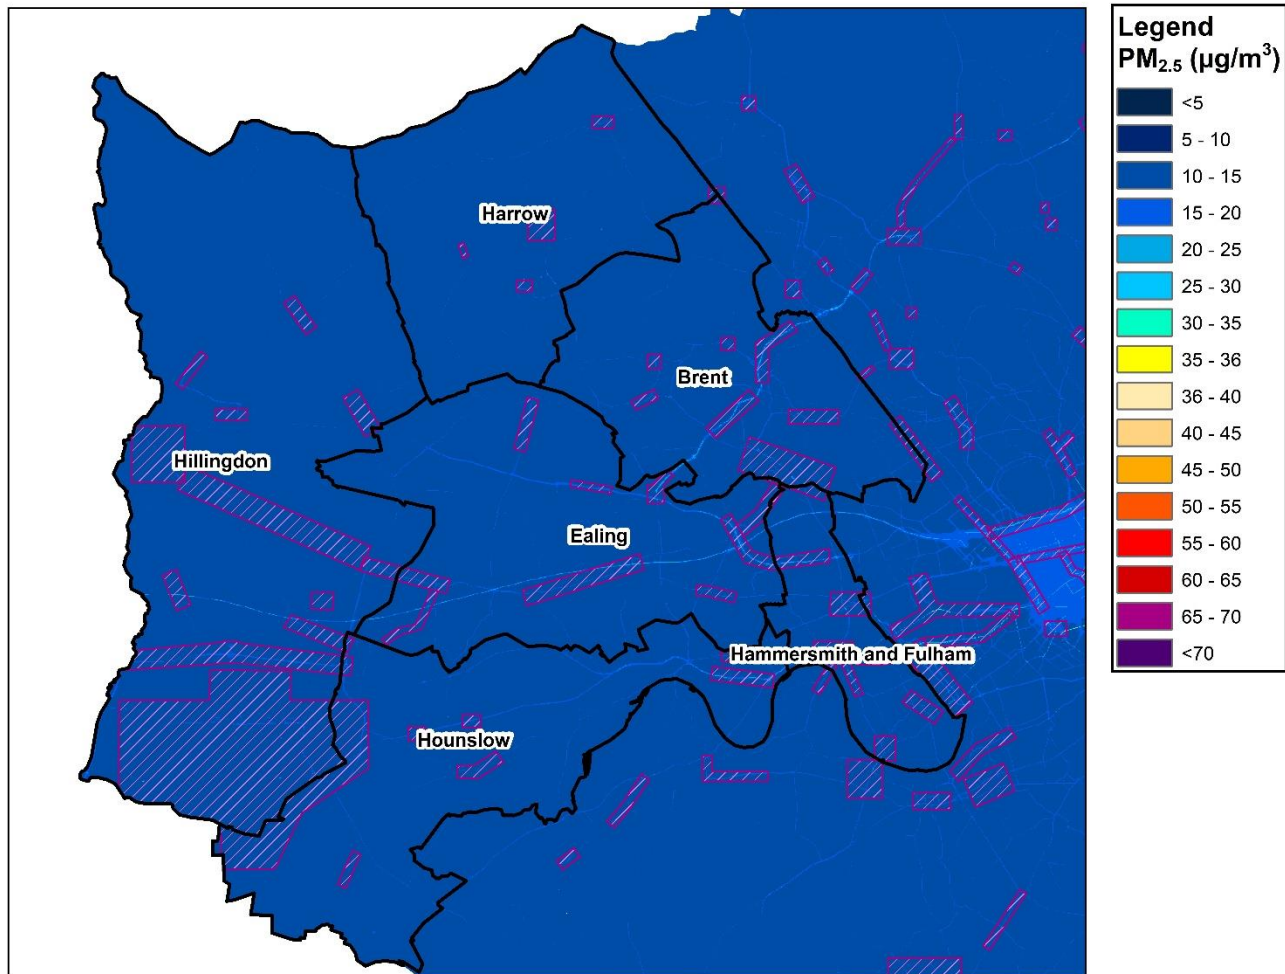 Legend
PM2.5 (µg/m³)
<5
5 - 10
10 - 15
15 - 20
20 - 25
25 - 30
30 - 35
35 - 36
36 - 40
40 - 45
45 - 50
50 - 55
55 - 60
60 - 65
65 - 70
<70
Harrow
Brent
Hillingdon
Ealing
Hammersmith and Fulham
Hounslow